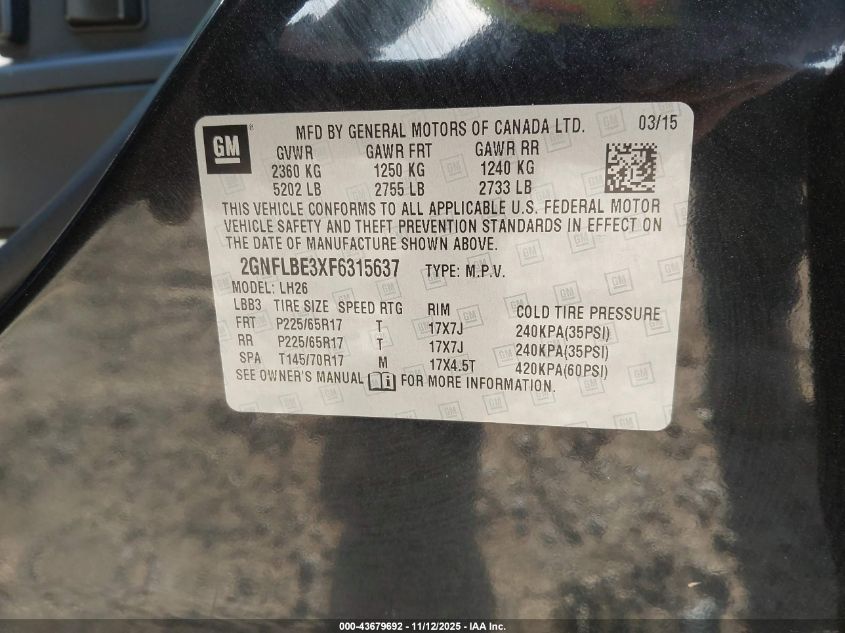 GM® MFD BY GENERAL MOTORS OF CANADA LTD. 03/15
GVWR GAWR FRT GAWR RR
2360 KG 1250 KG 1240 KG
5202 LB 2755 LB 2733 LB
THIS VEHICLE CONFORMS TO ALL APPLICABLE U.S. FEDERAL MOTOR
VEHICLE SAFETY AND THEFT PREVENTION STANDARDS IN EFFECT ON
THE DATE OF MANUFACTURE SHOWN ABOVE.
2GNFLBE3XF6315637 TYPE: M.P.V.
MODEL: LH26
LBB3 TIRE SIZE SPEED RTG RIM COLD TIRE PRESSURE
FRT P225/65R17 T 17X7J 240KPA(35PSI)
RR P225/65R17 T 17X7J 240KPA(35PSI)
SPA T145/70R17 M 17X4.5T 420KPA(60PSI)
SEE OWNER'S MANUAL FOR MORE INFORMATION.
000-43679692 - 11/12/2025 - IAA Inc.